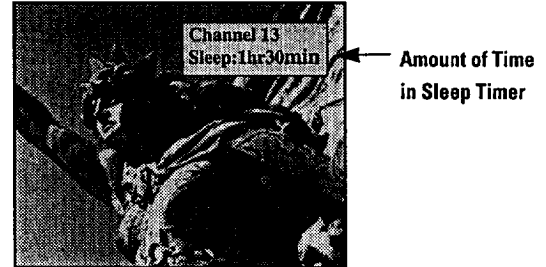 Channel 13
Sleep:1hr30min
Amount of Time
in Sleep Timer